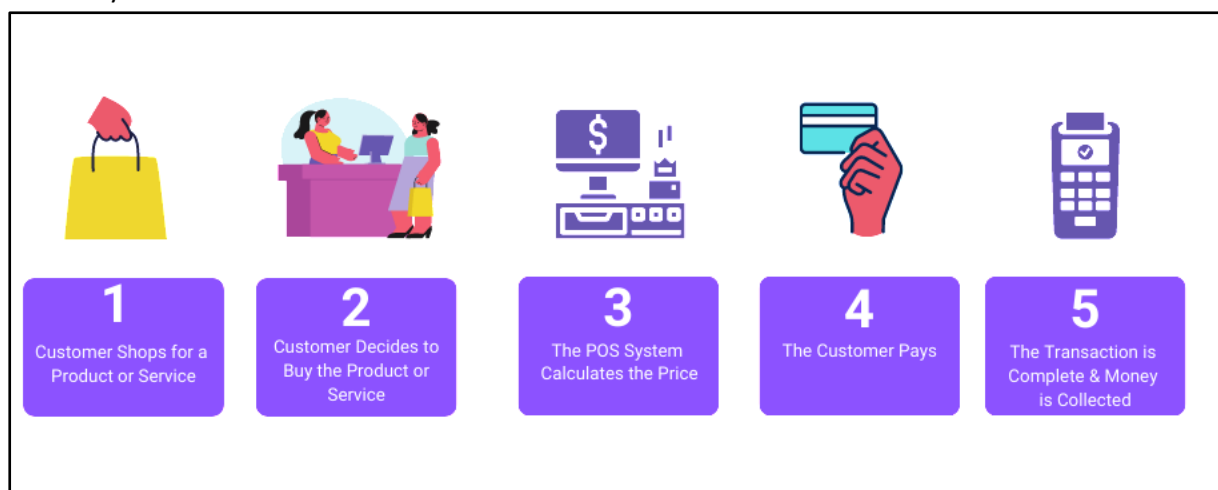 1
Customer Shops for a
Product or Service
2
Customer Decides to
Buy the Product or
Service
$
3
The POS System
Calculates the Price
4
The Customer Pays
5
The Transaction is
Complete & Money
is Collected